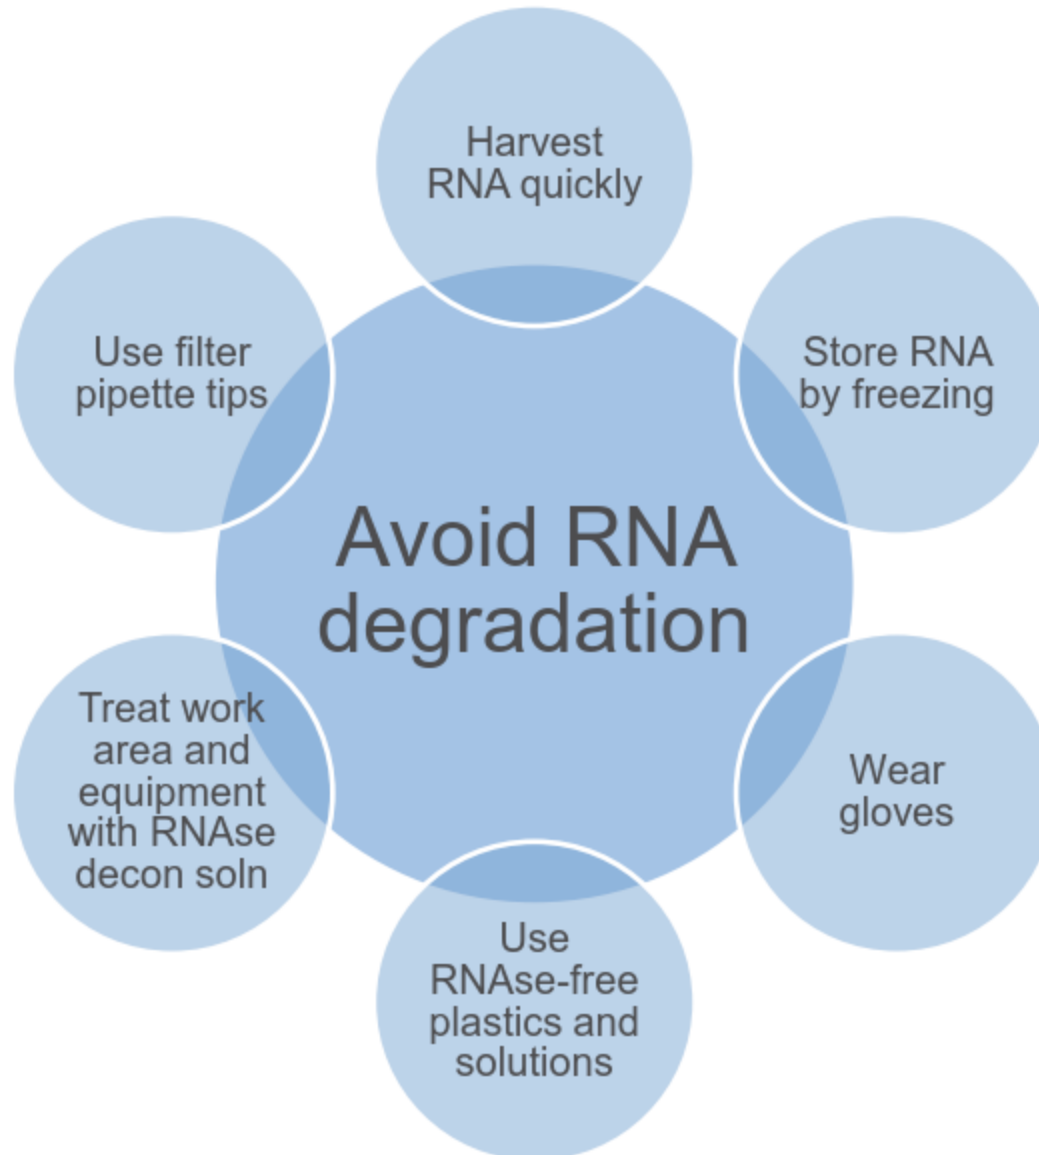 Harvest
RNA quickly
Use filter
pipette tips
Store RNA
by freezing
Avoid RNA
degradation
Treat work
area and
equipment
with RNAse
decon soln
Wear
gloves
Use
RNAse-free
plastics and
solutions